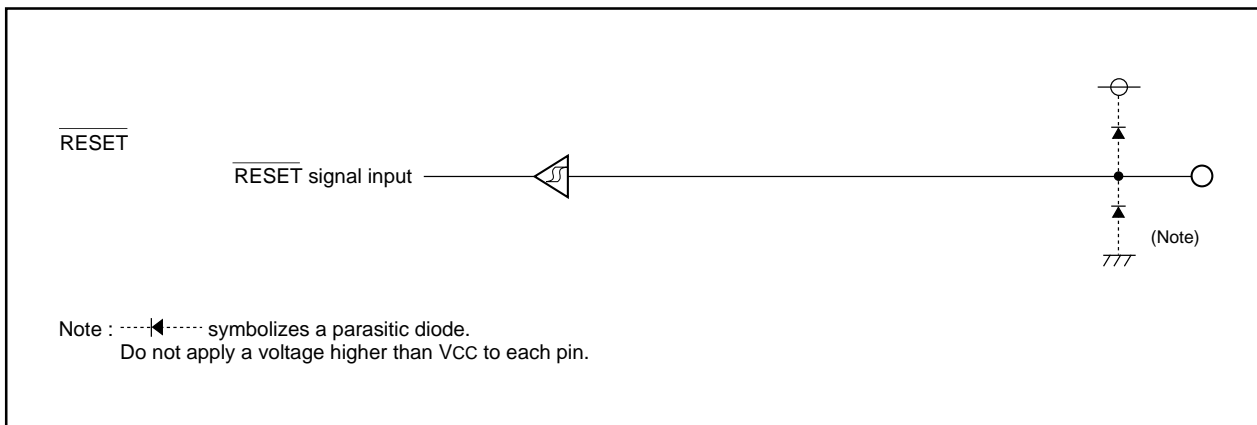 RESET
RESET signal input
(Note)
Note : symbolizes a parasitic diode.
Do not apply a voltage higher than VCC to each pin.